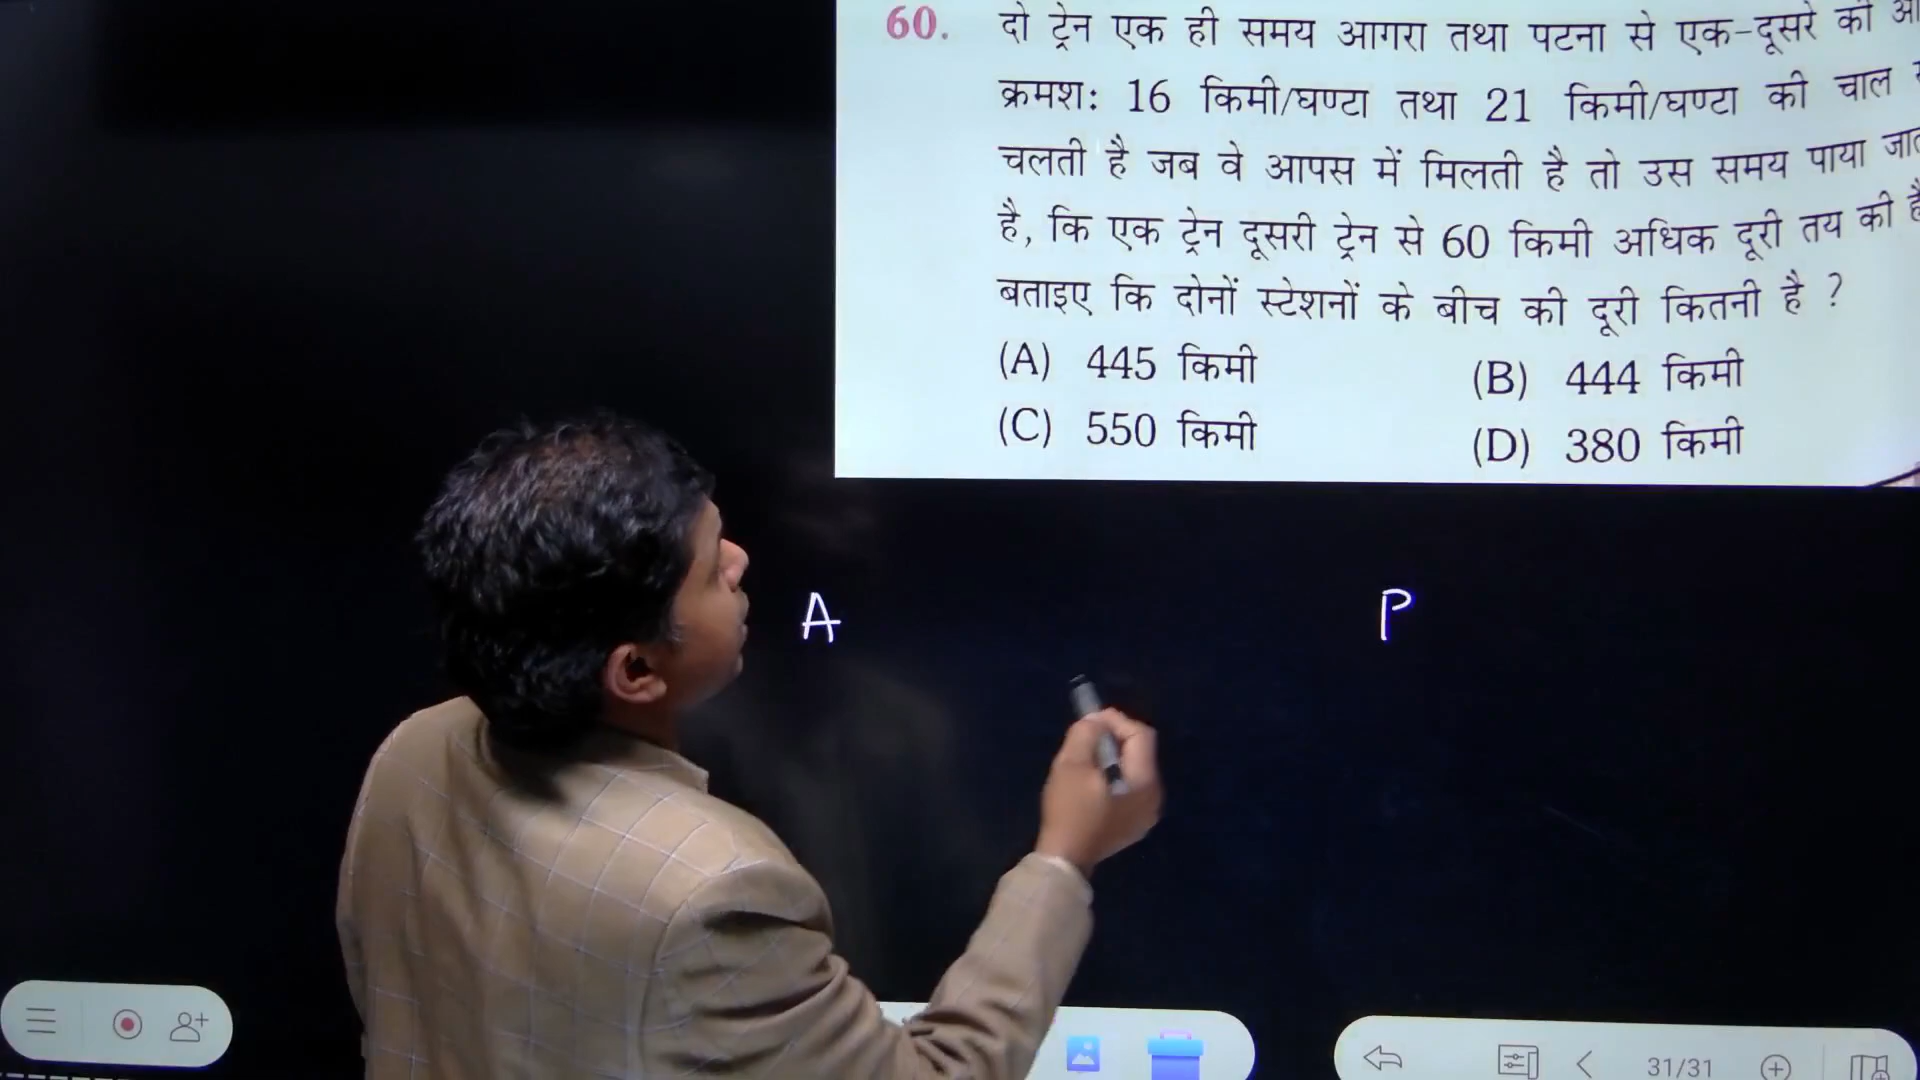 60. दो ट्रेन एक ही समय आगरा तथा पटना से एक-दूसरे की
क्रमशः 16 किमी/घण्टा तथा 21 किमी/घण्टा की चाल
चलती है जब वे आपस में मिलती है तो उस समय पाया
है, कि एक ट्रेन दूसरी ट्रेन से 60 किमी अधिक दूरी तय की
बताइए कि दोनों स्टेशनों के बीच की दूरी कितनी है ?
(A) 445 किमी (B) 444 किमी
(C) 550 किमी (D) 380 किमी
A P
31/31